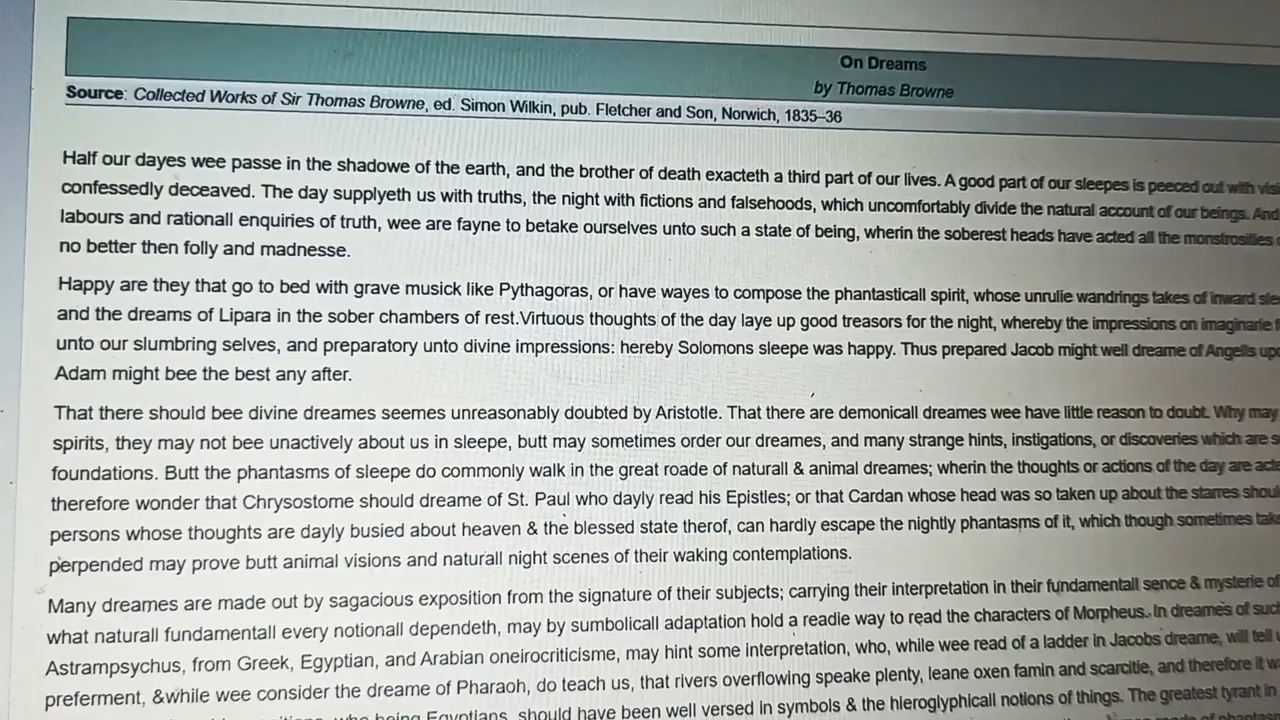 On Dreams
by Thomas Browne
Source: Collected Works of Sir Thomas Browne, ed. Simon Wilkin, pub. Fletcher and Son, Norwich, 1835–36
Half our dayes wee passe in the shadowe of the earth, and the brother of death exacteth a third part of our lives. A good part of our sleepes is peeced out with
confessedly deceaved. The day supplyeth us with truths, the night with fictions and falsehoods, which uncomfortably divide the natural account of our beings. And
labours and rationall enquiries of truth, wee are fayne to betake ourselves unto such a state of being, wherin the soberest heads have acted all the monstrosities
no better then folly and madnesse.
Happy are they that go to bed with grave musick like Pythagoras, or have wayes to compose the phantasticall spirit, whose unrulie wandrings takes of inward
and the dreams of Lipara in the sober chambers of rest.Virtuous thoughts of the day laye up good treasors for the night, whereby the impressions on imaginarie
unto our slumbring selves, and preparatory unto divine impressions: hereby Solomons sleepe was happy. Thus prepared Jacob might well dreame of Angells
Adam might bee the best any after.
That there should bee divine dreames seemes unreasonably doubted by Aristotle. That there are demonicall dreames wee have little reason to doubt. Why may
spirits, they may not bee unactively about us in sleepe, butt may sometimes order our dreames, and many strange hints, instigations, or discoveries which are
foundations. Butt the phantasms of sleepe do commonly walk in the great roade of naturall & animal dreames; wherin the thoughts or actions of the day are
therefore wonder that Chrysostome should dreame of St. Paul who dayly read his Epistles; or that Cardan whose head was so taken up about the starres
persons whose thoughts are dayly busied about heaven & the blessed state therof, can hardly escape the nightly phantasms of it, which though sometimes
perpended may prove butt animal visions and naturall night scenes of their waking contemplations.
Many dreames are made out by sagacious exposition from the signature of their subjects; carrying their interpretation in their fundamentall sence & mysterie of
what naturall fundamentall every notionall dependeth, may by sumbolicall adaptation hold a readie way to read the characters of Morpheus. In dreames of
Astrampsychus, from Greek, Egyptian, and Arabian oneirocriticisme, may hint some interpretation, who, while wee read of a ladder in Jacobs dreame, will tell
preferment, &while wee consider the dreame of Pharaoh, do teach us, that rivers overflowing speake plenty, leane oxen famin and scarcitie, and therefore it
who being Egyptians, should have been well versed in symbols & the hieroglyphicall notions of things. The greatest tyrant in